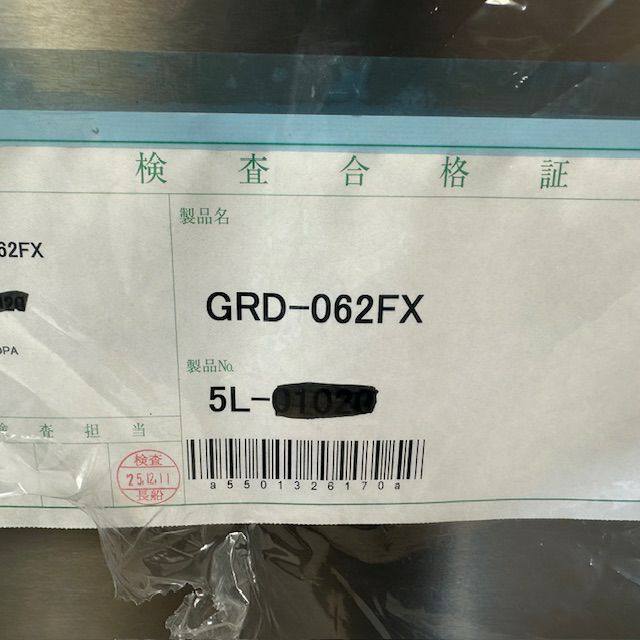 検査合格証
62FX
OPA
検査担当
検査
25.12.11
長船
製品名
GRD-062FX
製品No.
5L-
a5501326170a